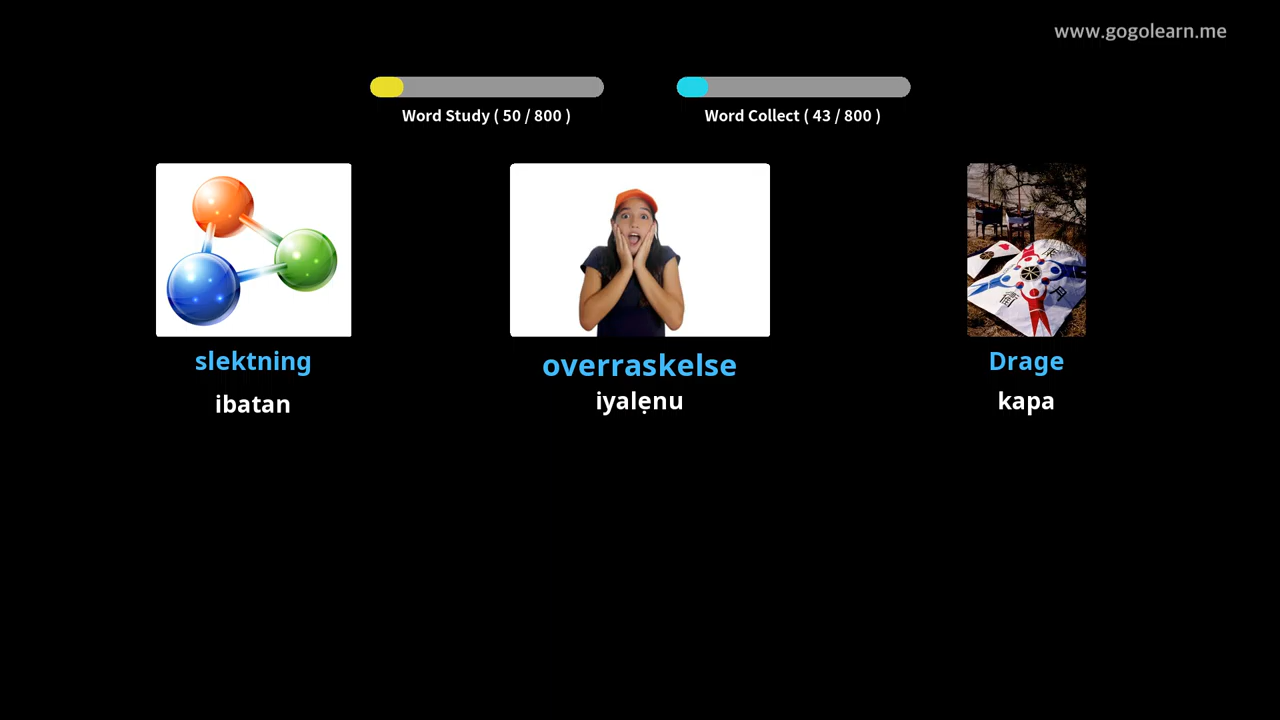 www.gogolearn.me
Word Study ( 50 / 800 )
Word Collect ( 43 / 800 )
slektning
overraskelse
Drage
ibatan
iyalẹnu
kapa